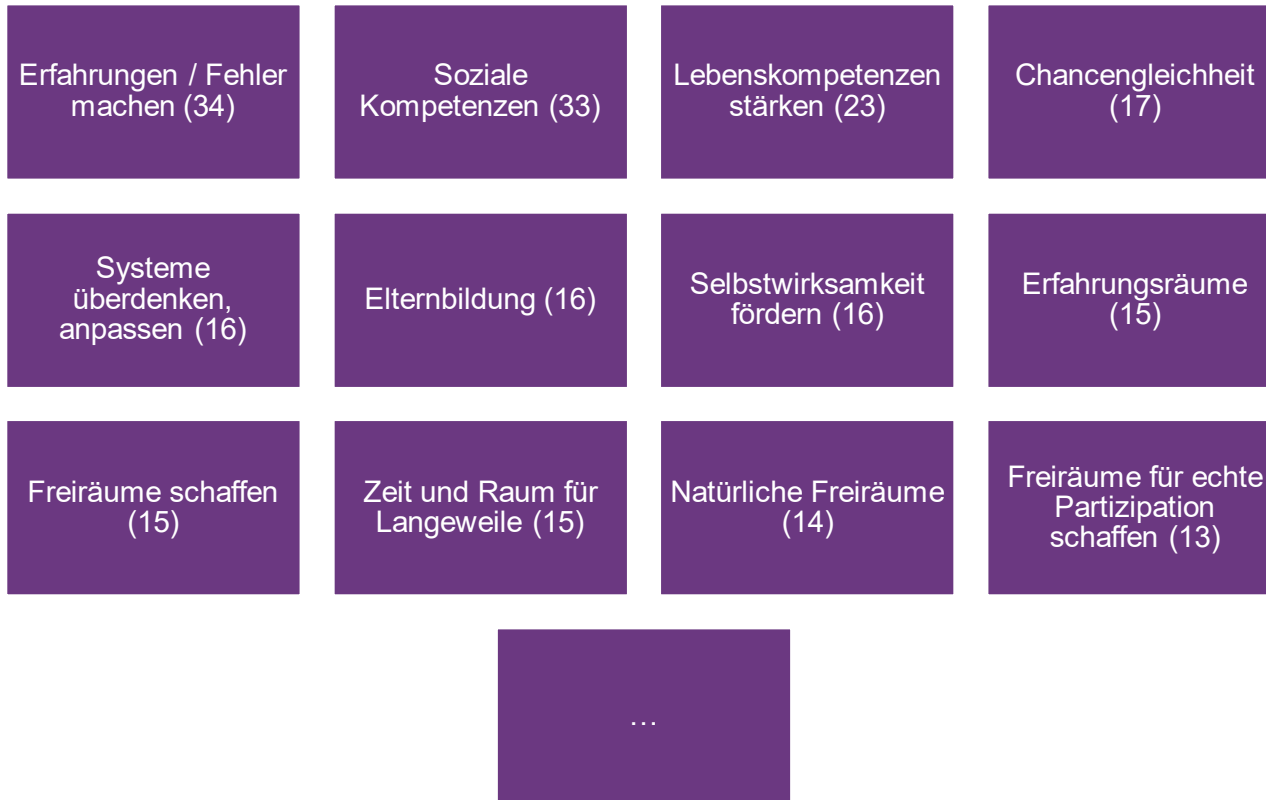 Erfahrungen / Fehler
machen (34)
Soziale
Kompetenzen (33)
Lebenskompetenzen
stärken (23)
Chancengleichheit
(17)
Systeme
überdenken,
anpassen (16)
Elternbildung (16)
Selbstwirksamkeit
fördern (16)
Erfahrungsräume
(15)
Freiräume schaffen
(15)
Zeit und Raum für
Langeweile (15)
Natürliche Freiräume
(14)
Freiräume für echte
Partizipation
schaffen (13)
…